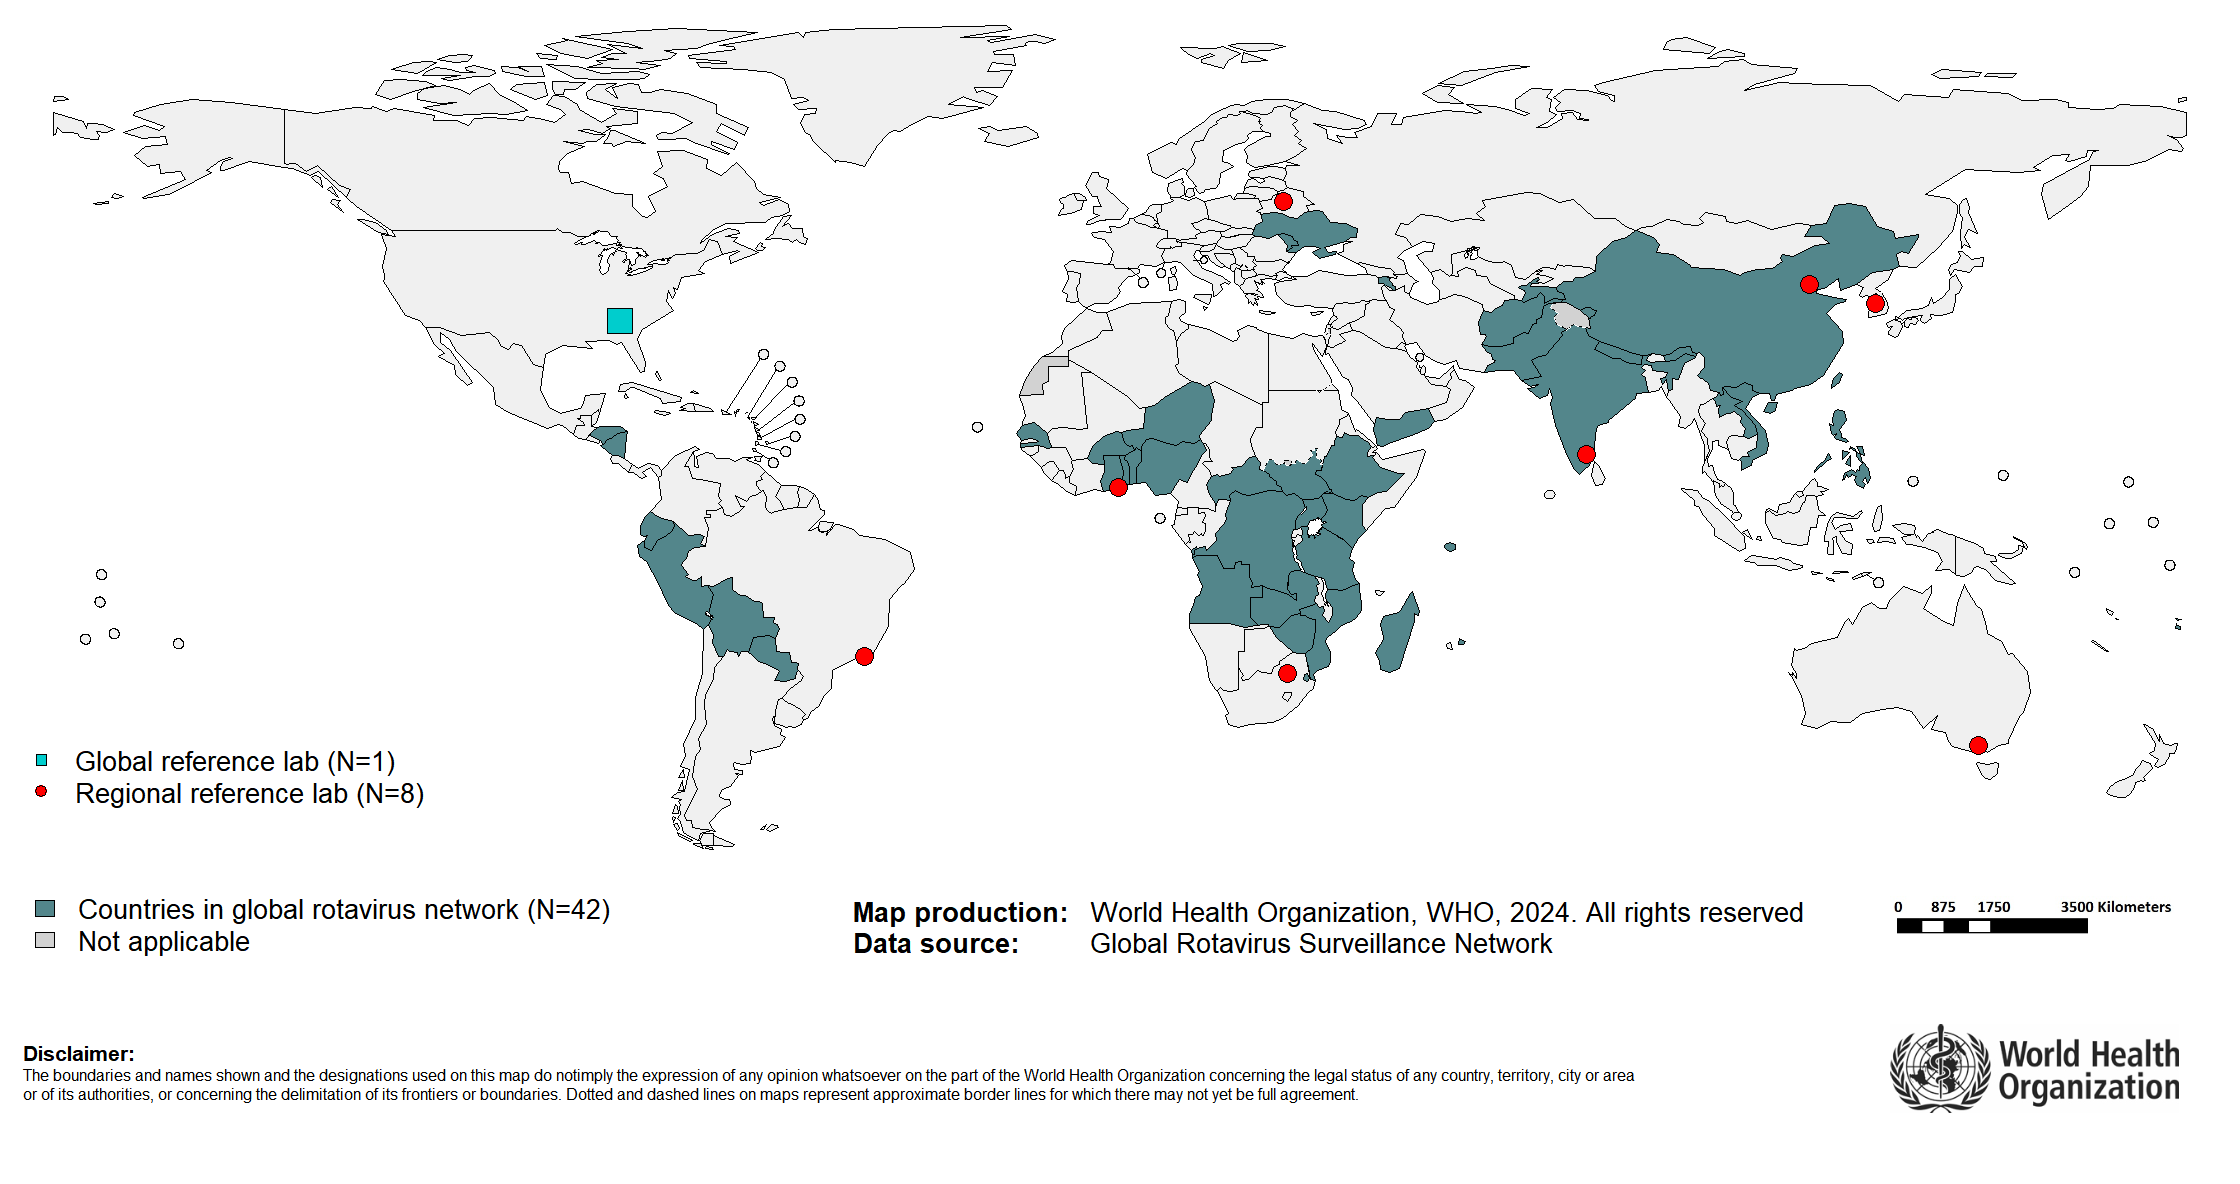 Global reference lab (N=1)
Regional reference lab (N=8)
Countries in global rotavirus network (N=42)
Not applicable
Map production: World Health Organization, WHO, 2024. All rights reserved
Data source: Global Rotavirus Surveillance Network
0 875 1750 3500 Kilometers
Disclaimer:
The boundaries and names shown and the designations used on this map do notimply the expression of any opinion whatsoever on the part of the World Health Organization concerning the legal status of any country, territory, city or area
or of its authorities, or concerning the delimitation of its frontiers or boundaries. Dotted and dashed lines on maps represent approximate border lines for which there may not yet be full agreement.
World Health
Organization